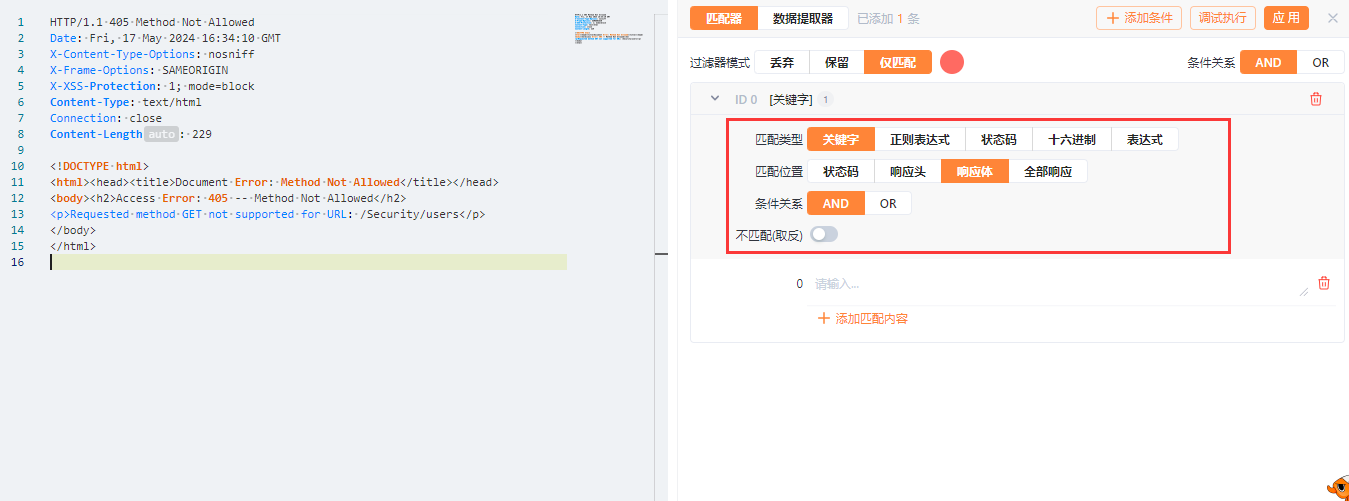 1 HTTP/1.1 405 Method Not Allowed
2 Date: Fri, 17 May 2024 16:34:10 GMT
3 X-Content-Type-Options: nosniff
4 X-Frame-Options: SAMEORIGIN
5 X-XSS-Protection: 1; mode=block
6 Content-Type: text/html
7 Connection: close
8 Content-Length auto : 229
9
10 <!DOCTYPE html>
11 <html><head><title>Document Error: Method Not Allowed</title></head>
12 <body><h2>Access Error: 405 -- Method Not Allowed</h2>
13 <p>Requested method GET not supported for URL: /Security/users</p>
14 </body>
15 </html>
16
匹配器 数据提取器 已添加 1 条 添加条件 调试执行 应用
过滤器模式 丢弃 保留 仅匹配 条件关系 AND OR
ID 0 [关键字] 1
匹配类型 关键字 正则表达式 状态码 十六进制 表达式
匹配位置 状态码 响应头 响应体 全部响应
条件关系 AND OR
不匹配(取反)
0 请输入...
添加匹配内容